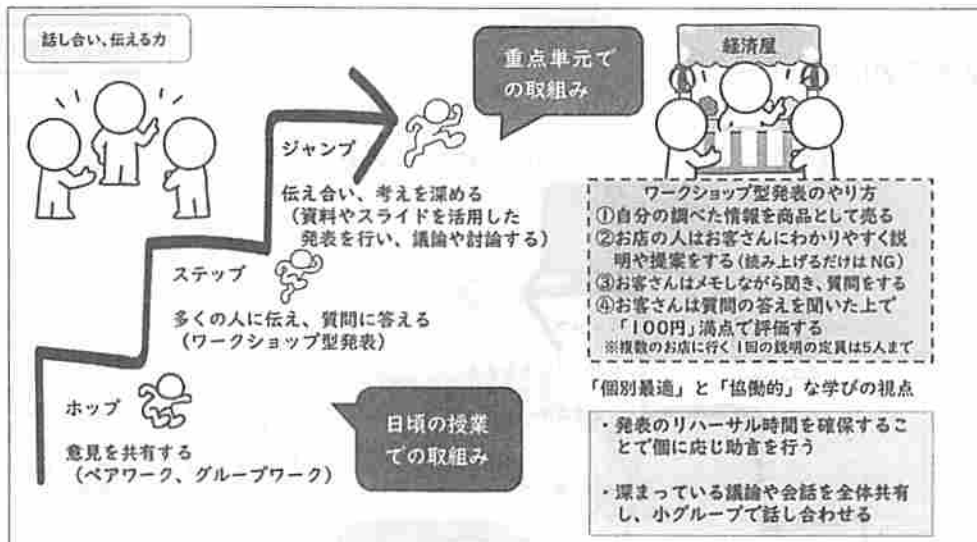 話し合い、伝える力
重点単元で
の取組み
ジャンプ
伝え合い、考えを深める
(資料やスライドを活用した
発表を行い、議論や討論する)
ステップ
多くの人に伝え、質問に答える
(ワークショップ型発表)
ホップ
意見を共有する
(ペアワーク、グループワーク)
日頃の授業
での取組み
経済屋
ワークショップ型発表のやり方
①自分の調べた情報を商品として売る
②お店の人はお客さんにわかりやすく説
明や提案をする(読み上げるだけはNG)
③お客さんはメモしながら聞き、質問をする
④お客さんは質問の答えを聞いた上で
「100円」満点で評価する
※複数のお店に行く 1回の説明の定員は5人まで
「個別最適」と「協働的」な学びの視点
・発表のリハーサル時間を確保するこ
とで個に応じ助言を行う
・深まっている議論や会話を全体共有
し、小グループで話し合わせる